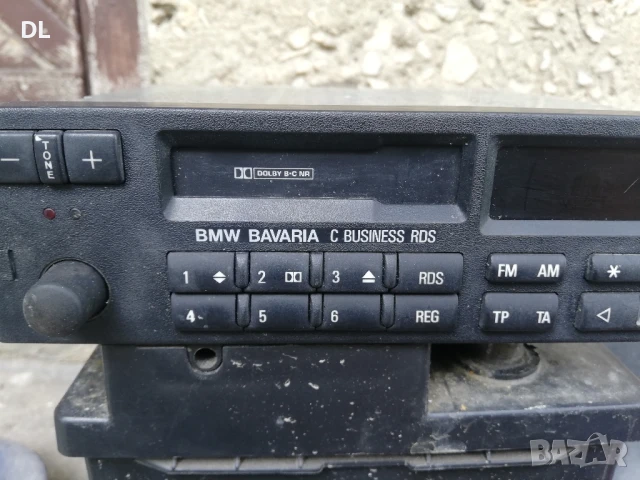 DL
− TONE +
DOLBY B-C NR
BMW BAVARIA C BUSINESS RDS
1 2 3 RDS
4 5 6 REG
FM AM
TP TA
*
BAZAR